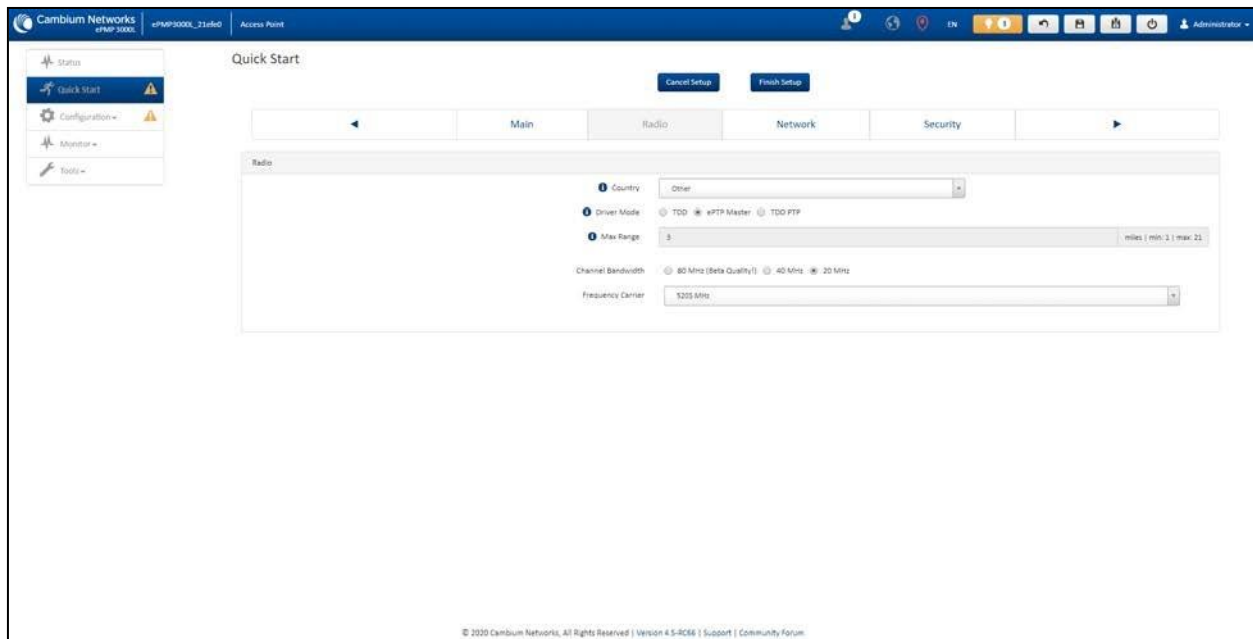 Cambium Networks
ePMP 3000L
ePMP3000L_21efe0
Access Point
1
EN
1
Administrator
Status
Quick Start
Configuration
Monitor
Tools
Quick Start
Cancel Setup
Finish Setup
Main
Radio
Network
Security
Radio
Country
Other
Driver Mode
TDD
ePTP Master
TDD PTP
Max Range
3
miles | min: 1 | max: 21
Channel Bandwidth
80 MHz (Beta Quality!)
40 MHz
20 MHz
Frequency Carrier
5205 MHz
© 2020 Cambium Networks, All Rights Reserved | Version 4.5-RC66 | Support | Community Forum